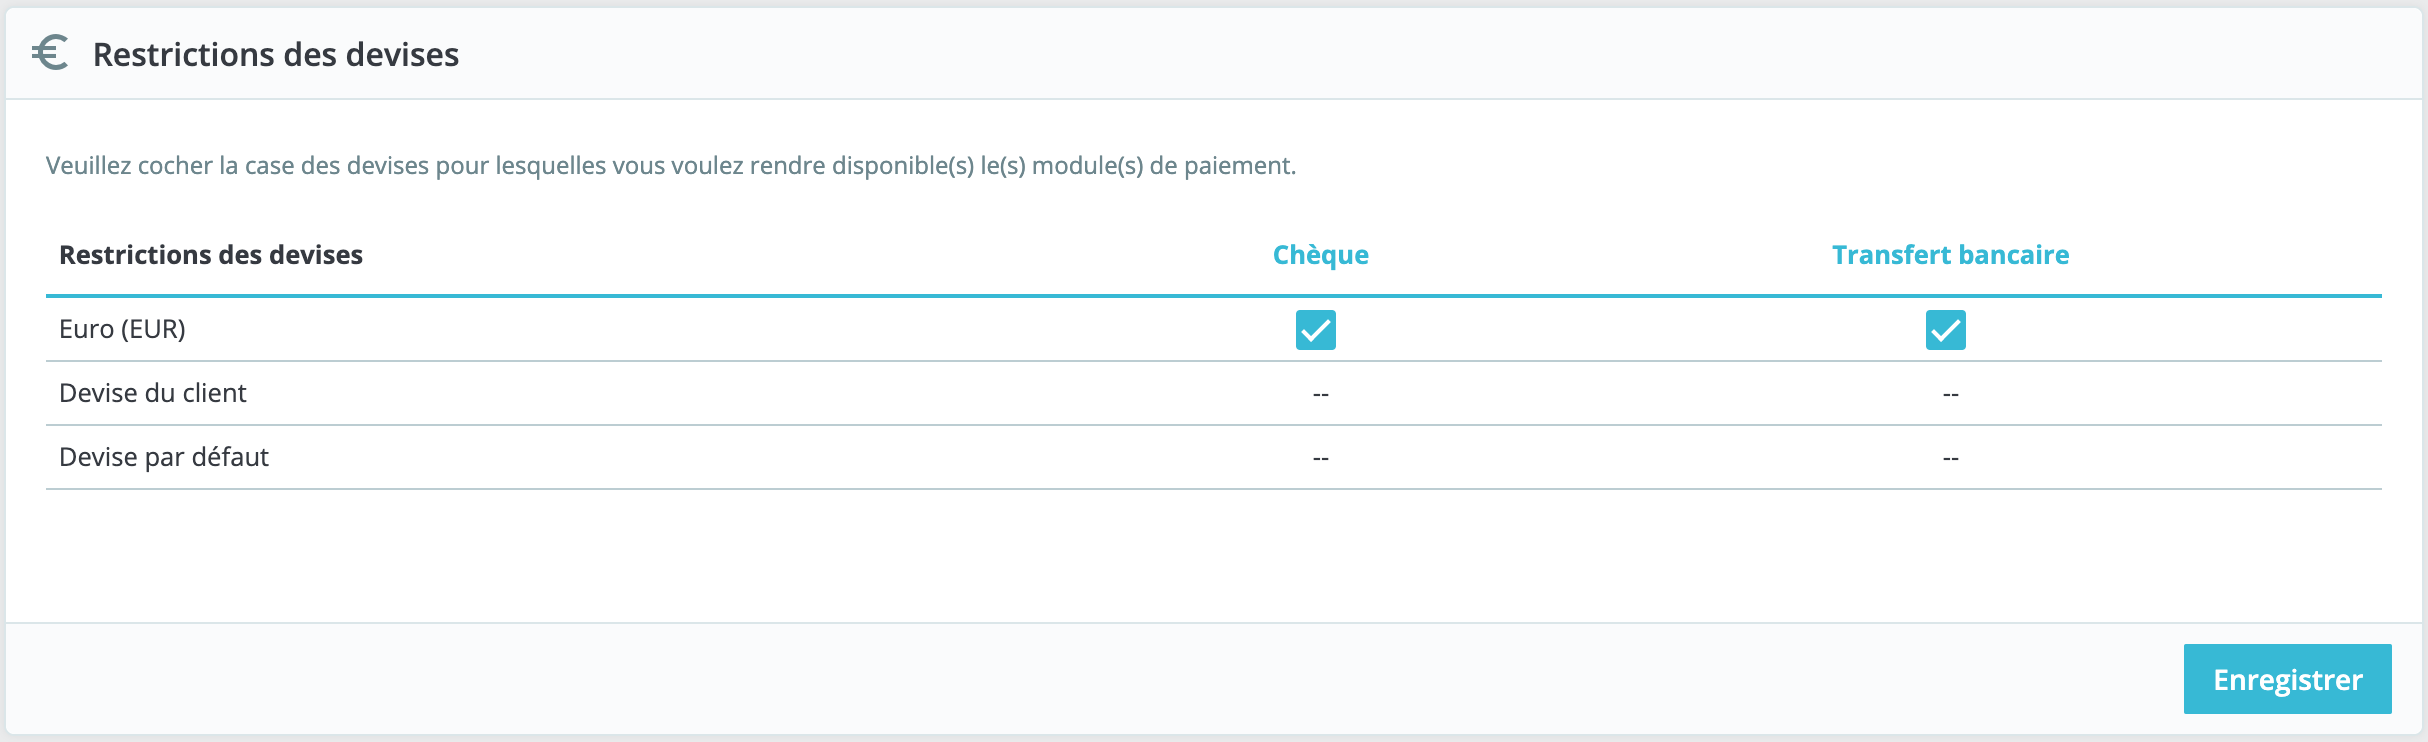 Restrictions des devises
Veuillez cocher la case des devises pour lesquelles vous voulez rendre disponible(s) le(s) module(s) de paiement.
Restrictions des devises Chèque Transfert bancaire
Euro (EUR)
Devise du client -- --
Devise par défaut -- --
Enregistrer